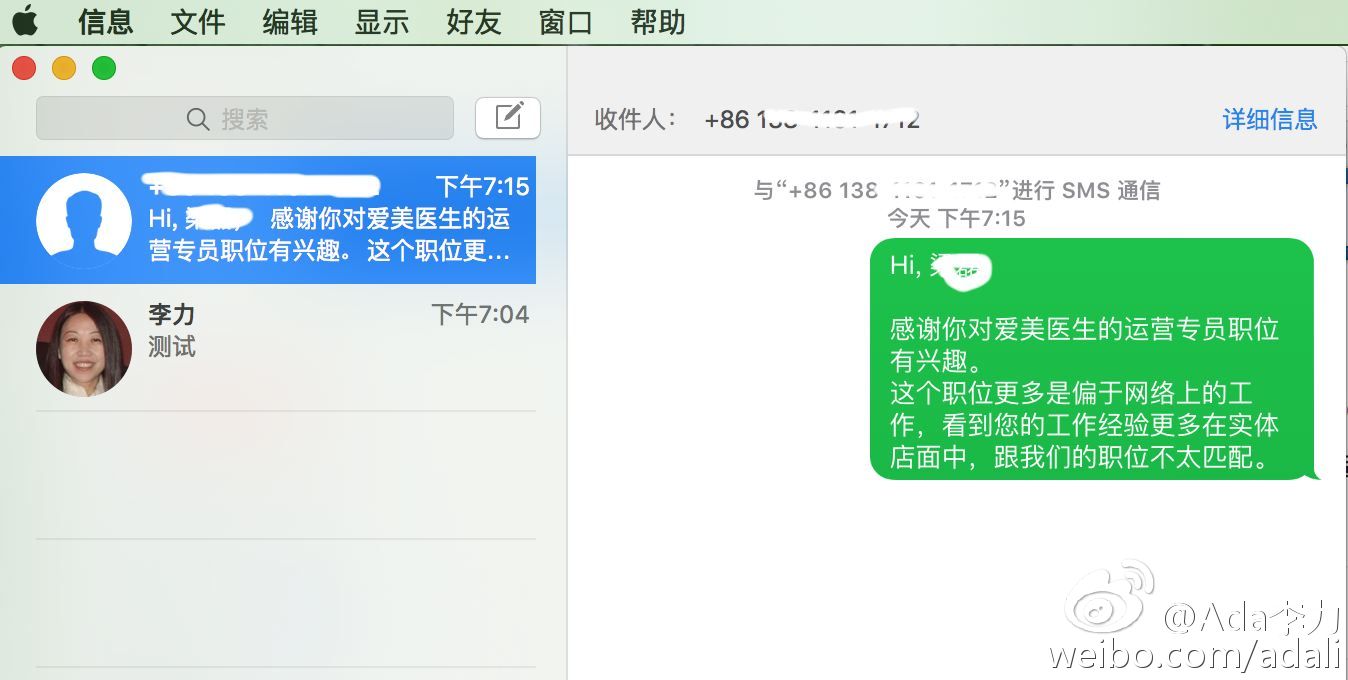 信息 文件 编辑 显示 好友 窗口 帮助
搜索
下午7:15
Hi, 感谢你对爱美医生的运
营专员职位有兴趣。这个职位更...
李力
下午7:04
测试
收件人： +86
详细信息
与“+86 138 ”进行 SMS 通信
今天 下午7:15
Hi,
感谢你对爱美医生的运营专员职位
有兴趣。
这个职位更多是偏于网络上的工
作，看到您的工作经验更多在实体
店面中，跟我们的职位不太匹配。
@Ada李力
weibo.com/adali